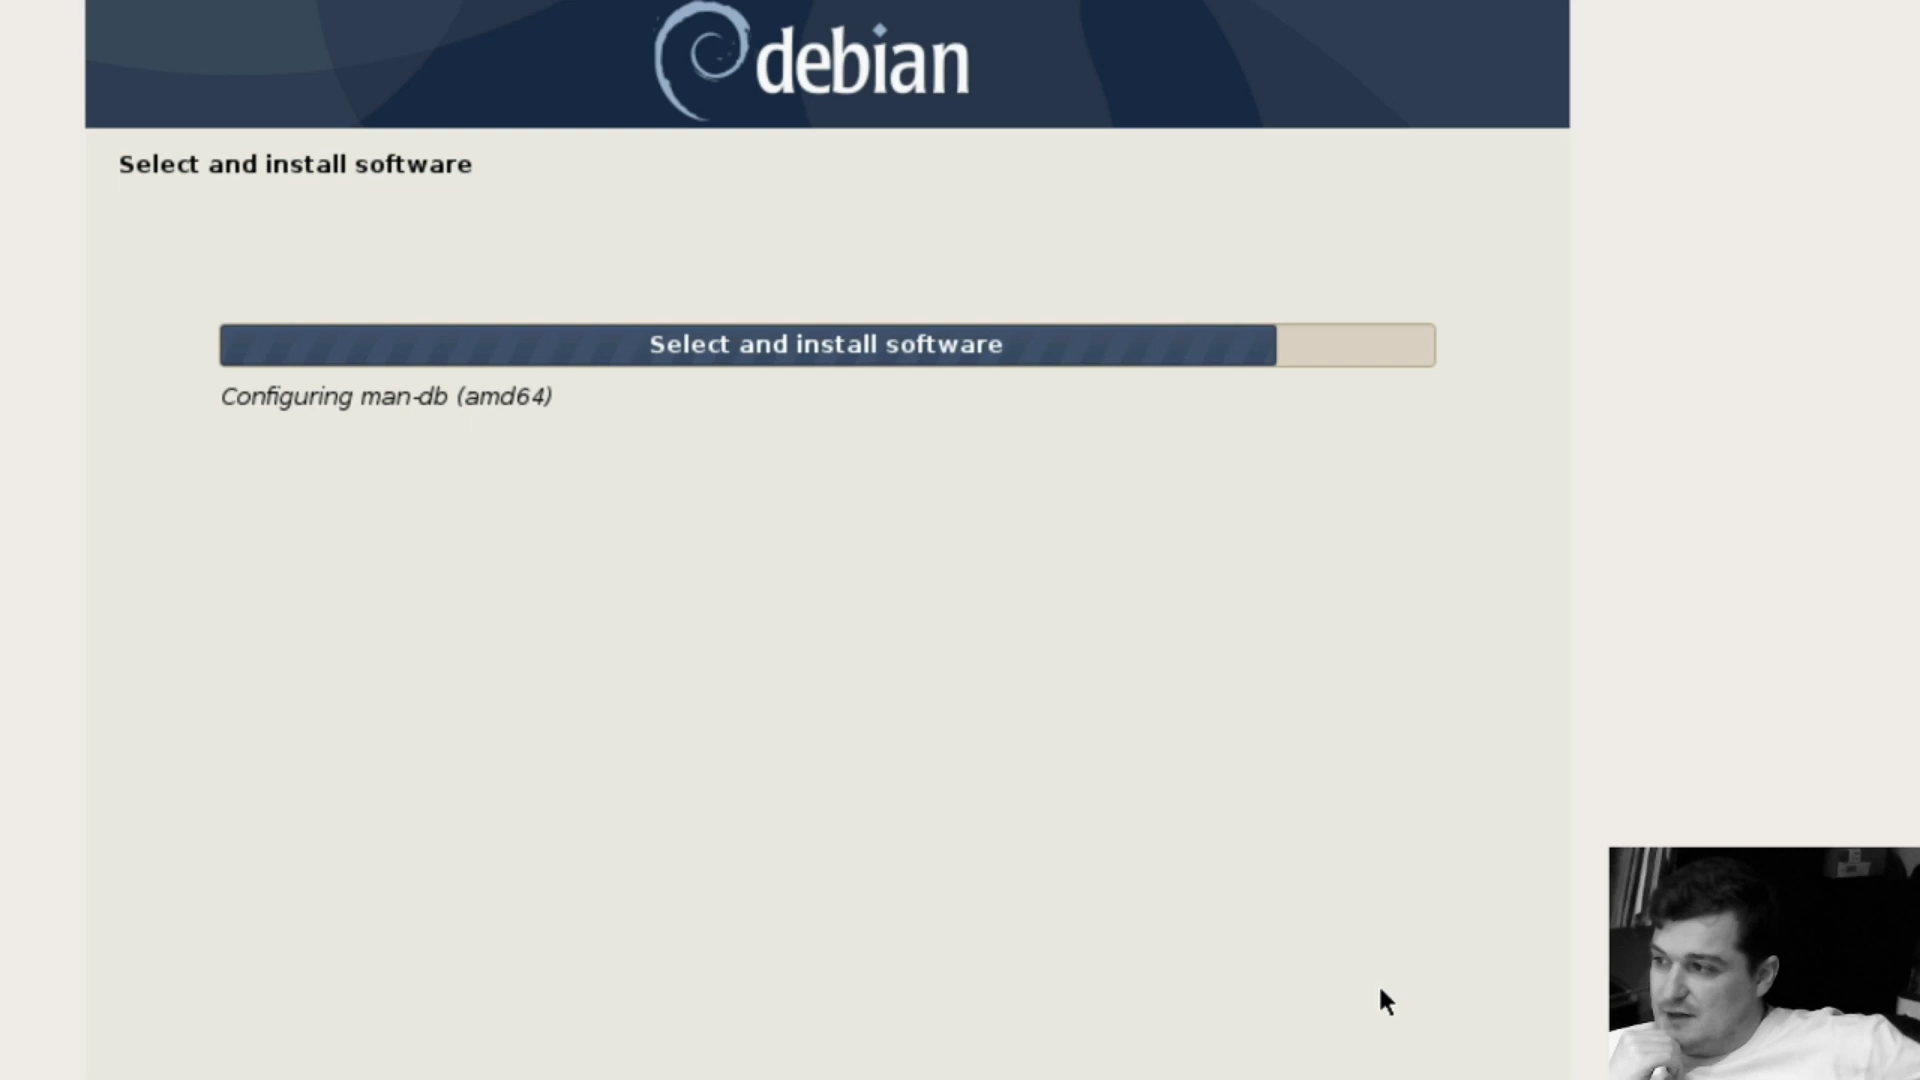 debian
Select and install software
Select and install software
Configuring man-db (amd64)